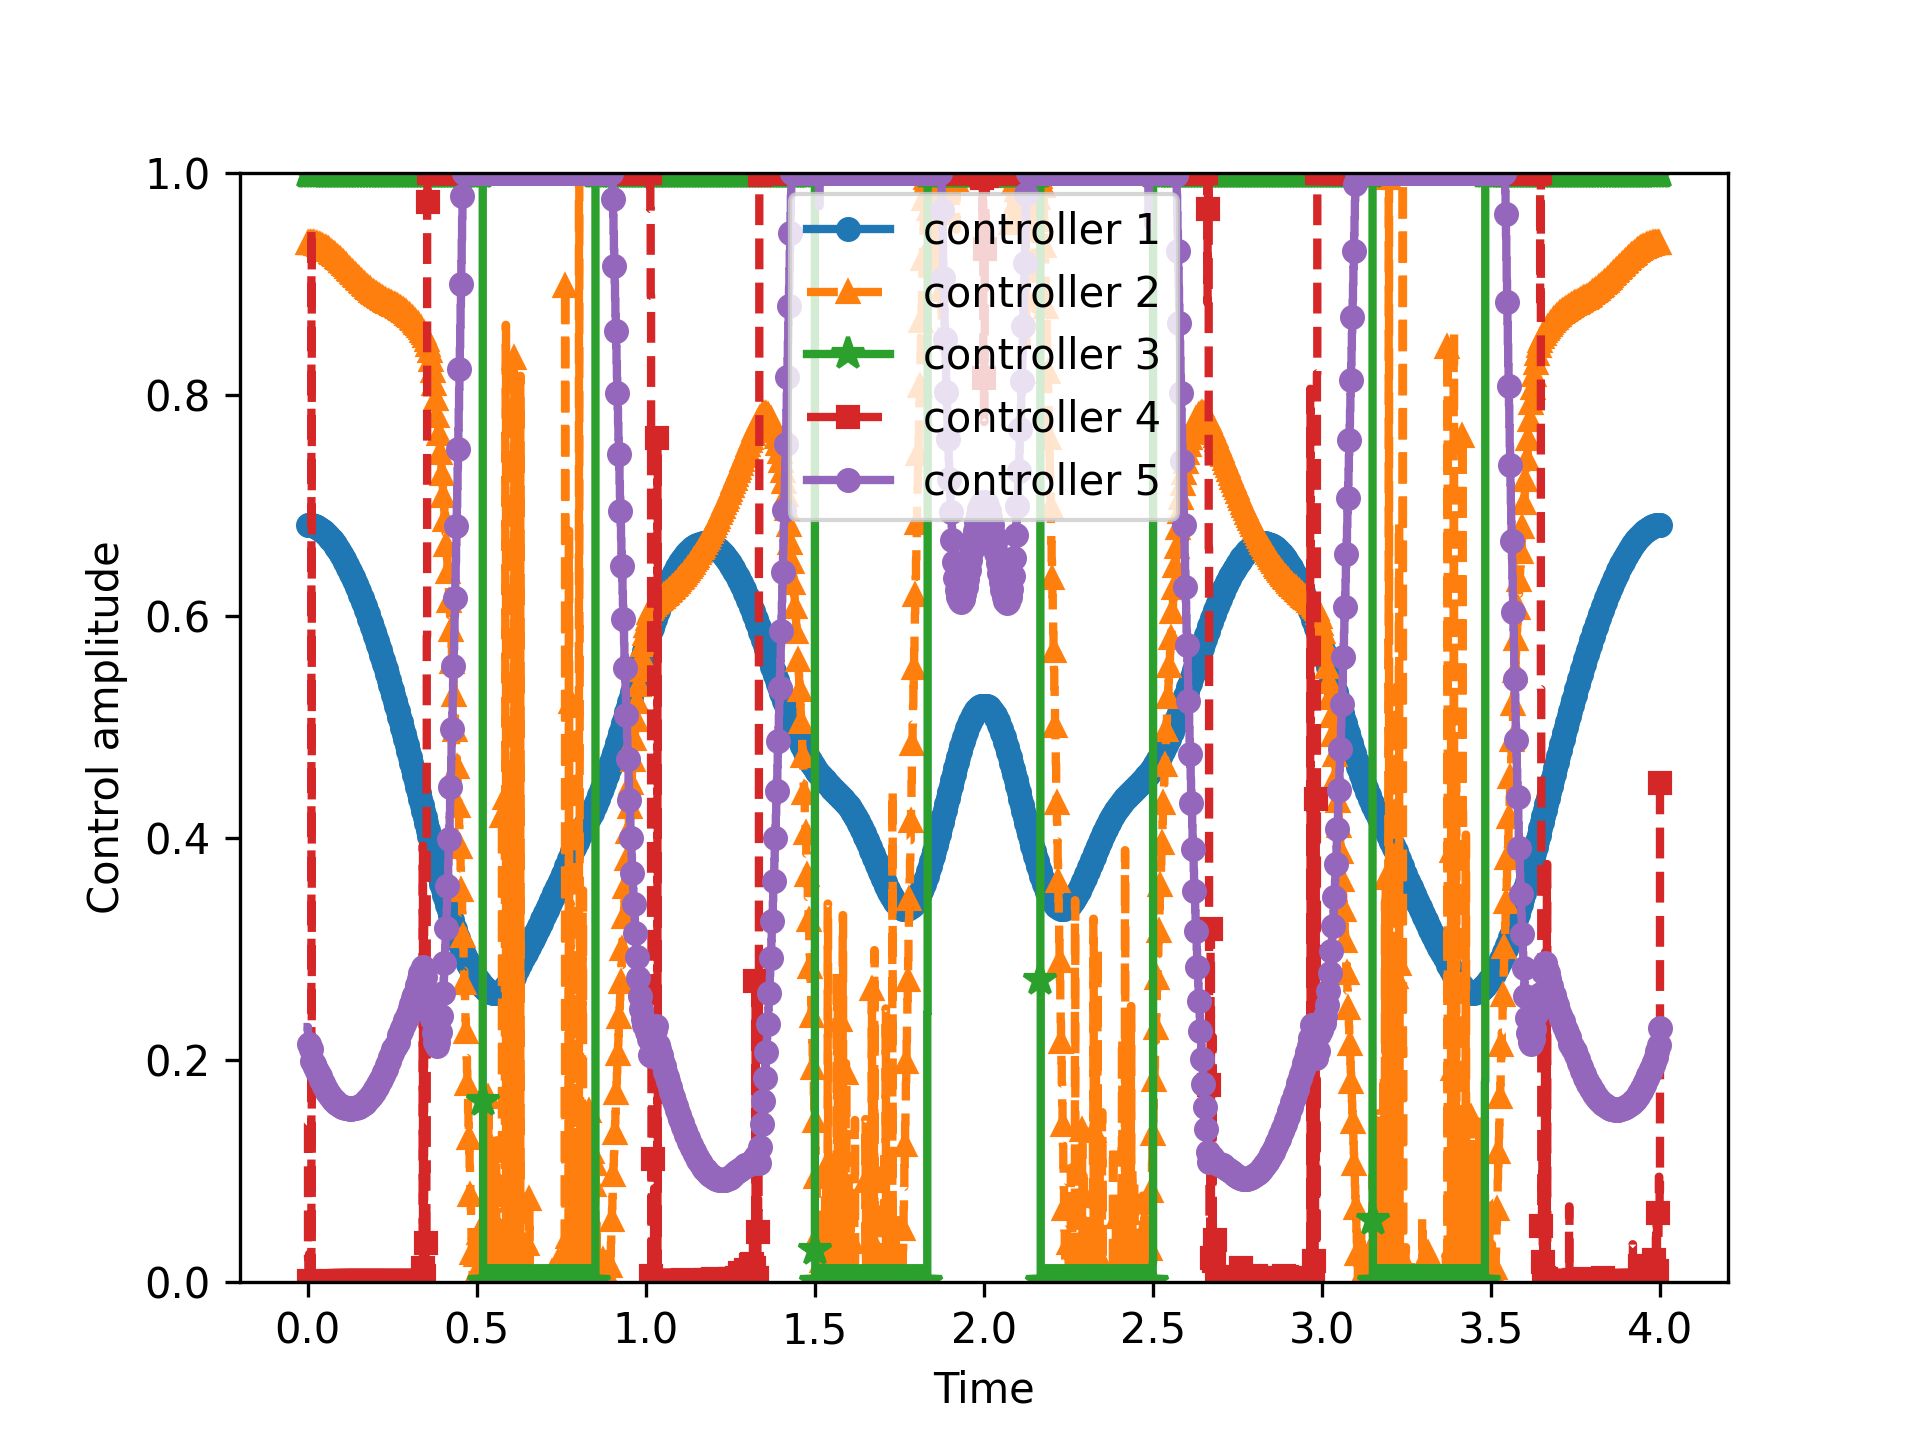 1.0
0.8
0.6
0.4
0.2
0.0
Control amplitude
controller 1
controller 2
controller 3
controller 4
controller 5
0.0 0.5 1.0 1.5 2.0 2.5 3.0 3.5 4.0
Time